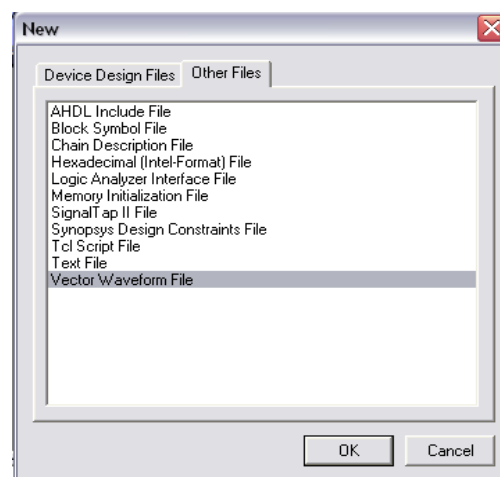 New
Device Design Files Other Files
AHDL Include File
Block Symbol File
Chain Description File
Hexadecimal (Intel-Format) File
Logic Analyzer Interface File
Memory Initialization File
SignalTap II File
Synopsys Design Constraints File
Tcl Script File
Text File
Vector Waveform File
OK Cancel